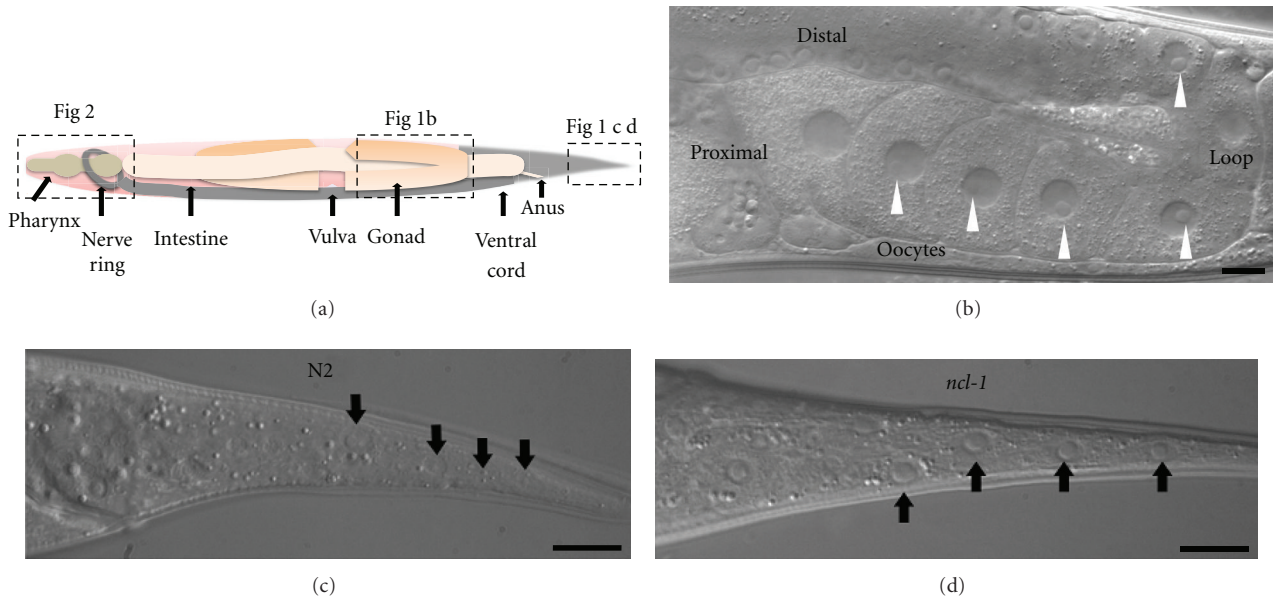 Fig 2
Fig 1b
Fig 1 c d
Pharynx
Nerve
ring
Intestine
Vulva
Gonad
Ventral
cord
Anus
(a)
Distal
Proximal
Loop
Oocytes
(b)
N2
(c)
ncl-1
(d)